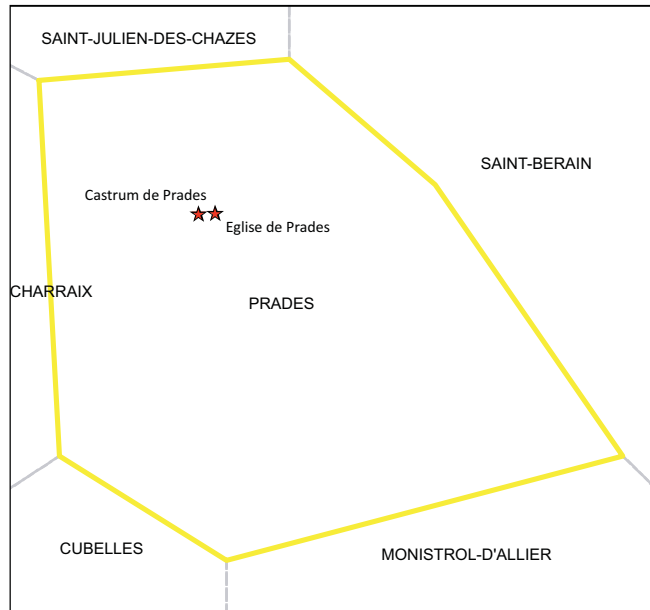 SAINT-JULIEN-DES-CHAZES
SAINT-BERAIN
Castrum de Prades
Eglise de Prades
CHARRAIX
PRADES
CUBELLES
MONISTROL-D'ALLIER